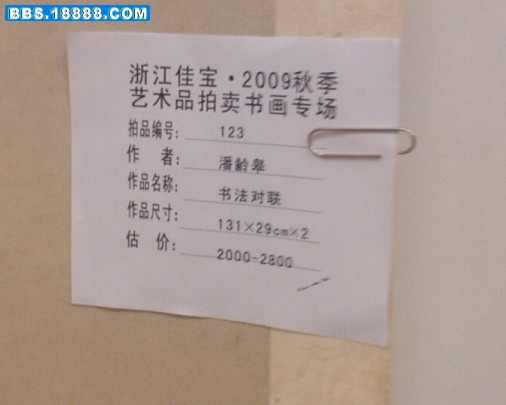 BBS.18888.COM
浙江佳宝·2009秋季
艺术品拍卖书画专场
拍品编号： 123
作 者： 潘龄皋
作品名称： 书法对联
作品尺寸： 131×29cm×2
估 价： 2000-2800